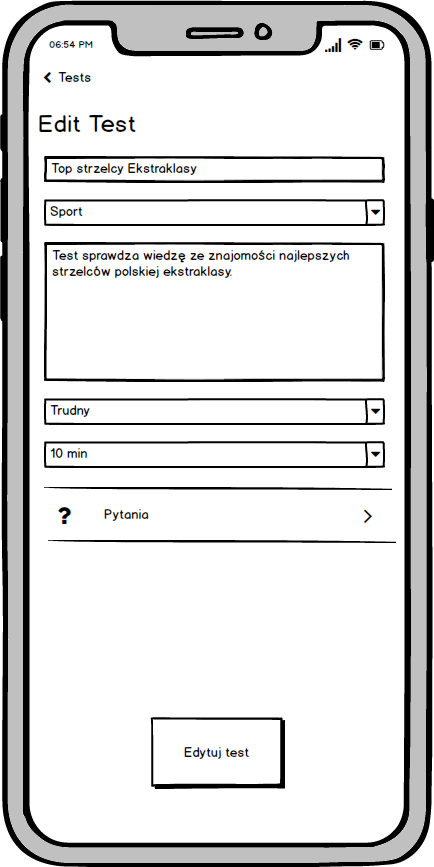 06:54 PM
Tests
Edit Test
Top strzelcy Ekstraklasy
Sport
Test sprawdza wiedzę ze znajomości najlepszych
strzelców polskiej ekstraklasy.
Trudny
10 min
? Pytania
Edytuj test